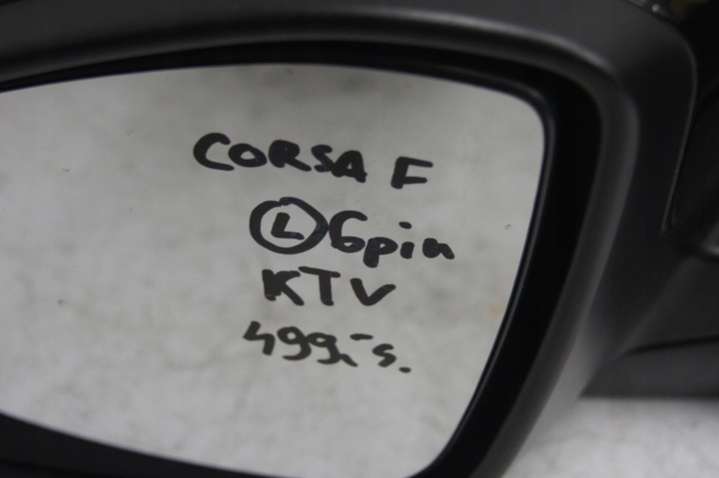 CORSA F
L 6pin
KTV
499,-s.